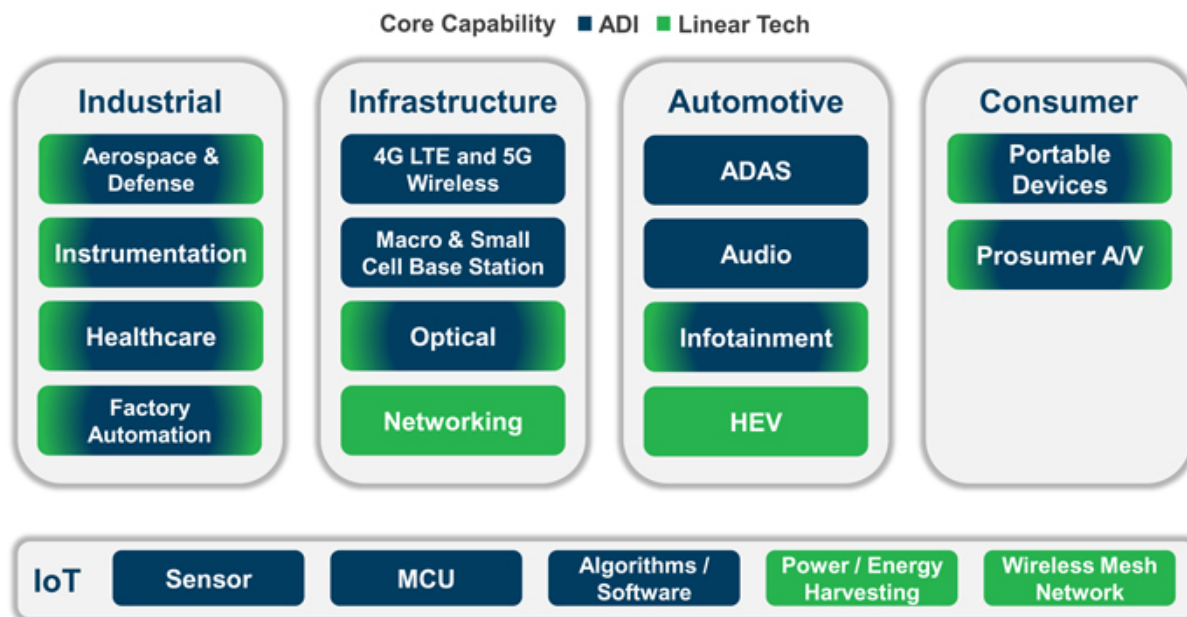 Core Capability ADI Linear Tech
Industrial
Aerospace &
Defense
Instrumentation
Healthcare
Factory
Automation
Infrastructure
4G LTE and 5G
Wireless
Macro & Small
Cell Base Station
Optical
Networking
Automotive
ADAS
Audio
Infotainment
HEV
Consumer
Portable
Devices
Prosumer A/V
IoT
Sensor
MCU
Algorithms /
Software
Power / Energy
Harvesting
Wireless Mesh
Network